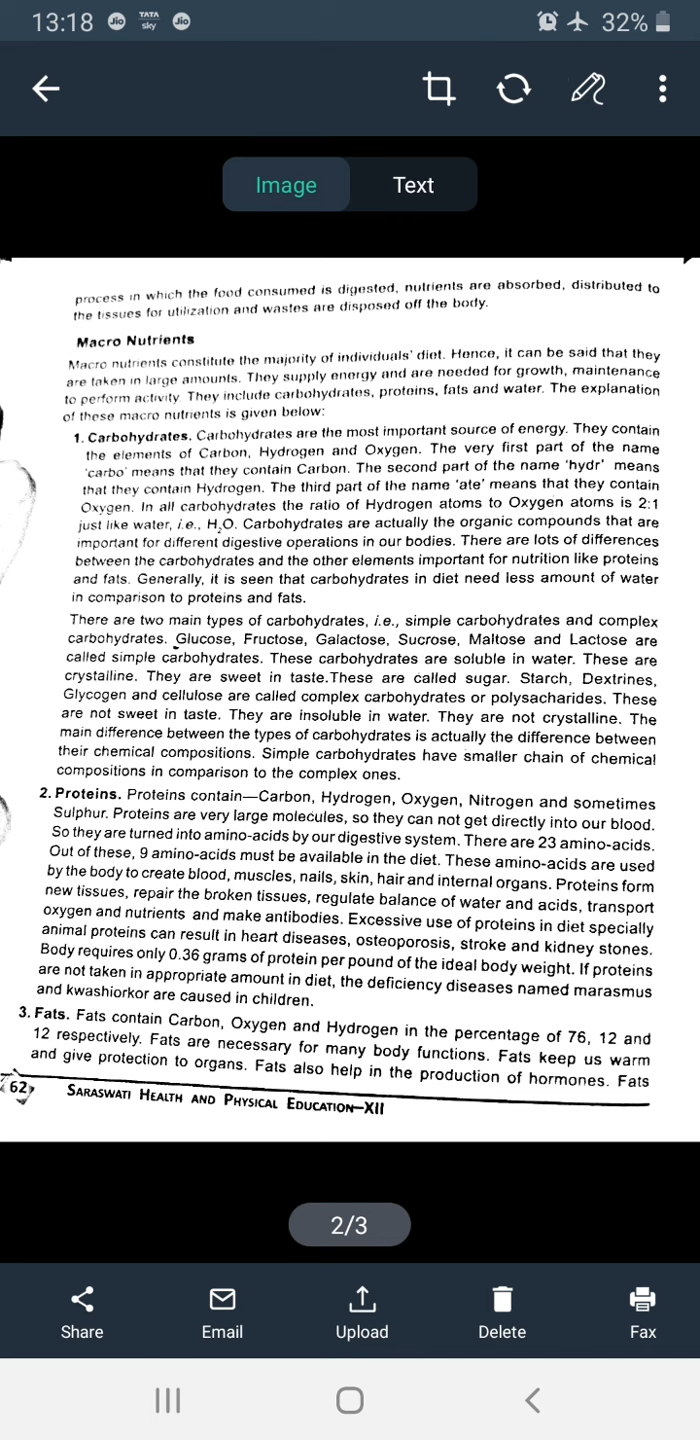 13:18 Jio TATA sky Jio 32%
Image Text
process in which the food consumed is digested, nutrients are absorbed, distributed to
the tissues for utilization and wastes are disposed off the body.
Macro Nutrients
Macro nutrients constitute the majority of individuals' diet. Hence, it can be said that they
are taken in large amounts. They supply energy and are needed for growth, maintenance
to perform activity. They include carbohydrates, proteins, fats and water. The explanation
of these macro nutrients is given below:
1. Carbohydrates. Carbohydrates are the most important source of energy. They contain
the elements of Carbon, Hydrogen and Oxygen. The very first part of the name
'carbo' means that they contain Carbon. The second part of the name 'hydr' means
that they contain Hydrogen. The third part of the name 'ate' means that they contain
Oxygen. In all carbohydrates the ratio of Hydrogen atoms to Oxygen atoms is 2:1
just like water, i.e., H₂O. Carbohydrates are actually the organic compounds that are
important for different digestive operations in our bodies. There are lots of differences
between the carbohydrates and the other elements important for nutrition like proteins
and fats. Generally, it is seen that carbohydrates in diet need less amount of water
in comparison to proteins and fats.
There are two main types of carbohydrates, i.e., simple carbohydrates and complex
carbohydrates. Glucose, Fructose, Galactose, Sucrose, Maltose and Lactose are
called simple carbohydrates. These carbohydrates are soluble in water. These are
crystalline. They are sweet in taste.These are called sugar. Starch, Dextrines,
Glycogen and cellulose are called complex carbohydrates or polysacharides. These
are not sweet in taste. They are insoluble in water. They are not crystalline. The
main difference between the types of carbohydrates is actually the difference between
their chemical compositions. Simple carbohydrates have smaller chain of chemical
compositions in comparison to the complex ones.
2. Proteins. Proteins contain—Carbon, Hydrogen, Oxygen, Nitrogen and sometimes
Sulphur. Proteins are very large molecules, so they can not get directly into our blood.
So they are turned into amino-acids by our digestive system. There are 23 amino-acids.
Out of these, 9 amino-acids must be available in the diet. These amino-acids are used
by the body to create blood, muscles, nails, skin, hair and internal organs. Proteins form
new tissues, repair the broken tissues, regulate balance of water and acids, transport
oxygen and nutrients and make antibodies. Excessive use of proteins in diet specially
animal proteins can result in heart diseases, osteoporosis, stroke and kidney stones.
Body requires only 0.36 grams of protein per pound of the ideal body weight. If proteins
are not taken in appropriate amount in diet, the deficiency diseases named marasmus
and kwashiorkor are caused in children.
3. Fats. Fats contain Carbon, Oxygen and Hydrogen in the percentage of 76, 12 and
12 respectively. Fats are necessary for many body functions. Fats keep us warm
and give protection to organs. Fats also help in the production of hormones. Fats
62 SARASWATI HEALTH AND PHYSICAL EDUCATION—XII
2/3
Share Email Upload Delete Fax